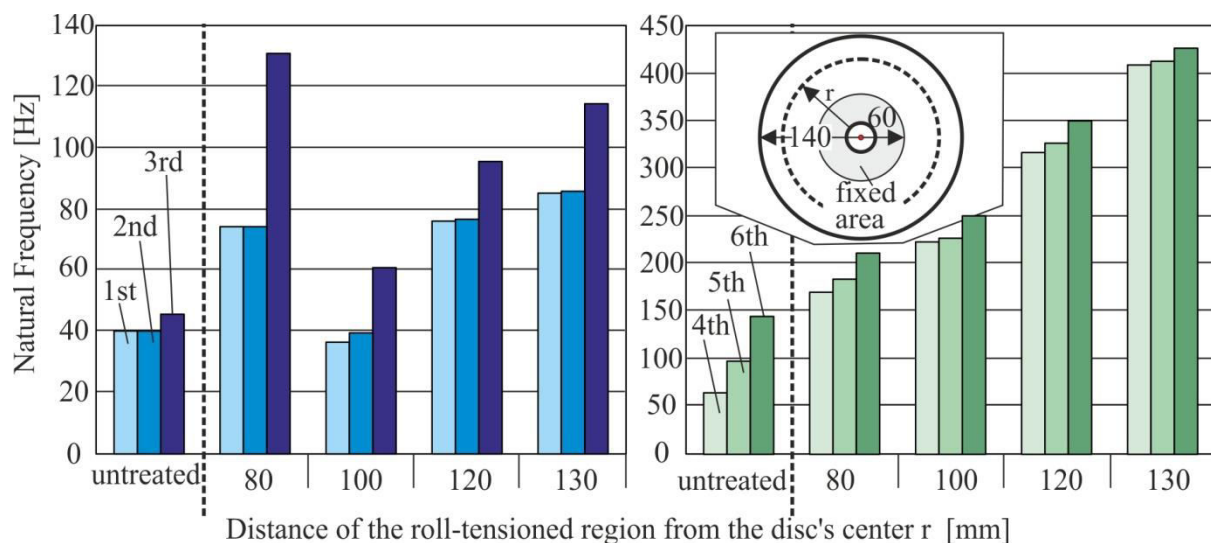 Natural Frequency [Hz]
140
120
100
80
60
40
20
0
1st
2nd
3rd
untreated
80
100
120
130
450
400
350
300
250
200
150
100
50
0
r
60
140
fixed
area
4th
5th
6th
untreated
80
100
120
130
Distance of the roll-tensioned region from the disc's center r [mm]